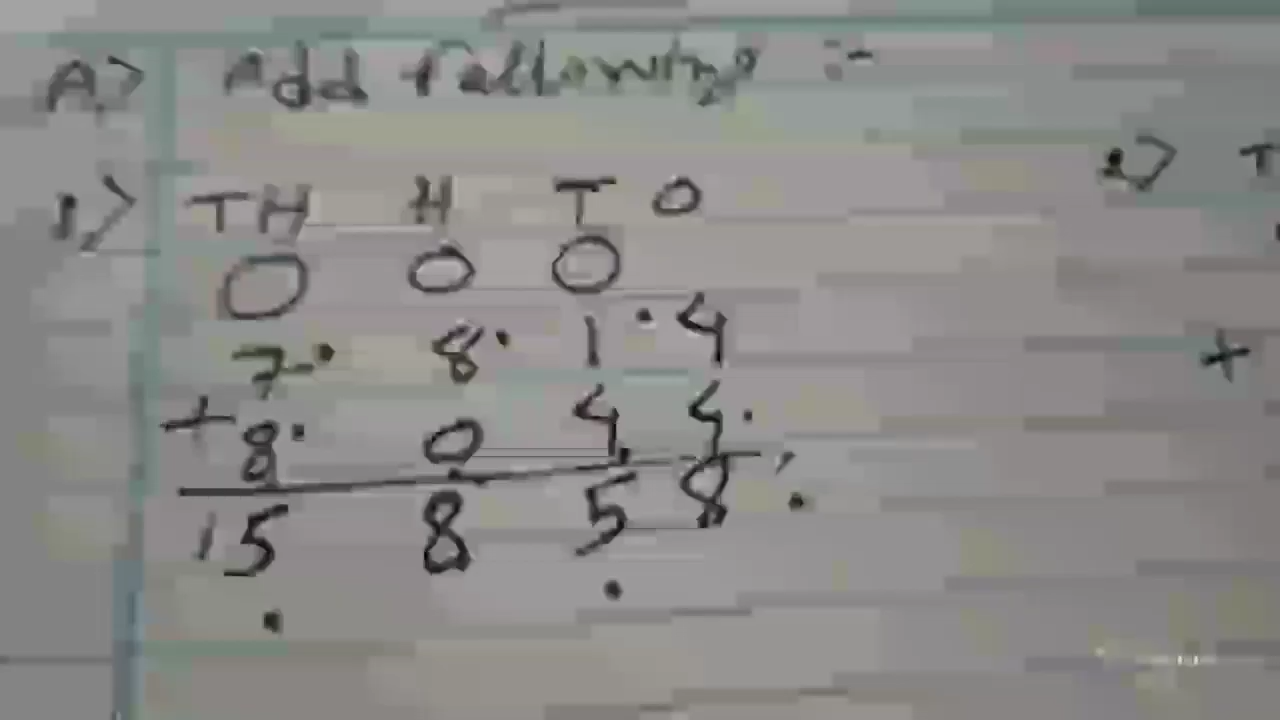 A) Add following :-
1) TH H T O
O O O
7 8 1 4
+ 8 0 4 4
15 8 5 8
2) T
+